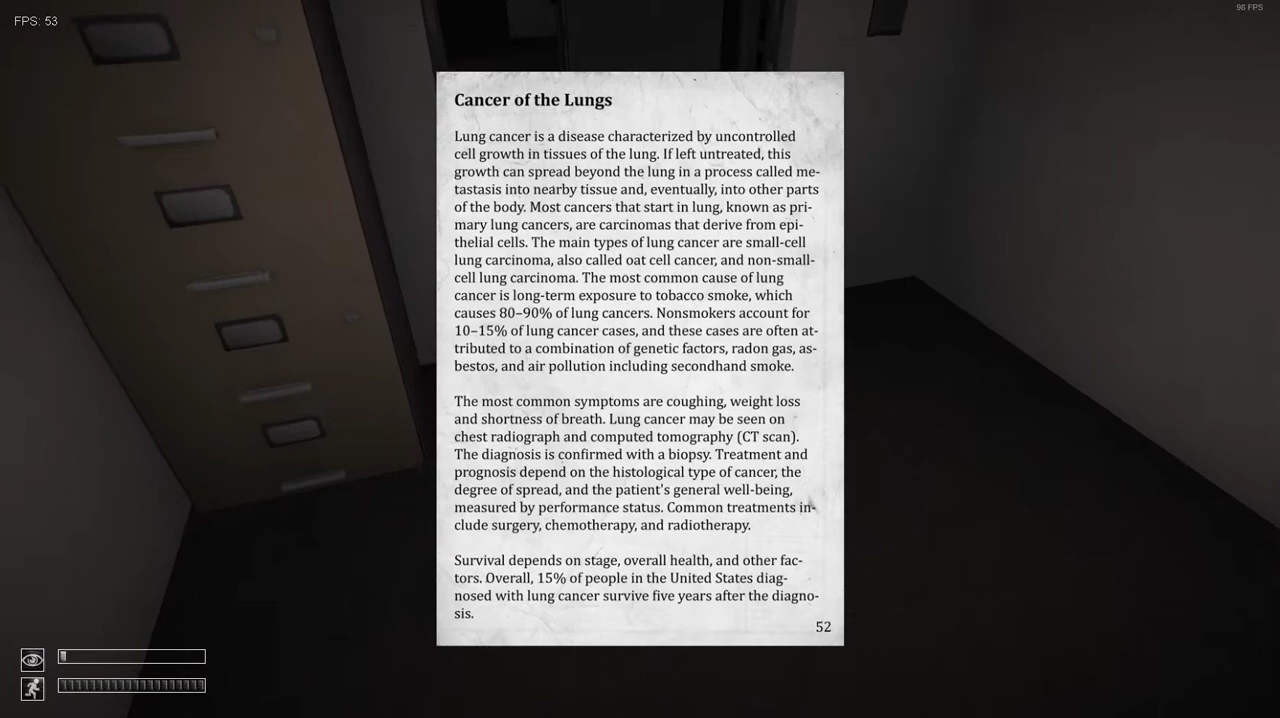 FPS: 53
98 FPS
Cancer of the Lungs
Lung cancer is a disease characterized by uncontrolled
cell growth in tissues of the lung. If left untreated, this
growth can spread beyond the lung in a process called me-
tastasis into nearby tissue and, eventually, into other parts
of the body. Most cancers that start in lung, known as pri-
mary lung cancers, are carcinomas that derive from epi-
thelial cells. The main types of lung cancer are small-cell
lung carcinoma, also called oat cell cancer, and non-small-
cell lung carcinoma. The most common cause of lung
cancer is long-term exposure to tobacco smoke, which
causes 80–90% of lung cancers. Nonsmokers account for
10–15% of lung cancer cases, and these cases are often at-
tributed to a combination of genetic factors, radon gas, as-
bestos, and air pollution including secondhand smoke.
The most common symptoms are coughing, weight loss
and shortness of breath. Lung cancer may be seen on
chest radiograph and computed tomography (CT scan).
The diagnosis is confirmed with a biopsy. Treatment and
prognosis depend on the histological type of cancer, the
degree of spread, and the patient's general well-being,
measured by performance status. Common treatments in-
clude surgery, chemotherapy, and radiotherapy.
Survival depends on stage, overall health, and other fac-
tors. Overall, 15% of people in the United States diag-
nosed with lung cancer survive five years after the diagno-
sis.
52